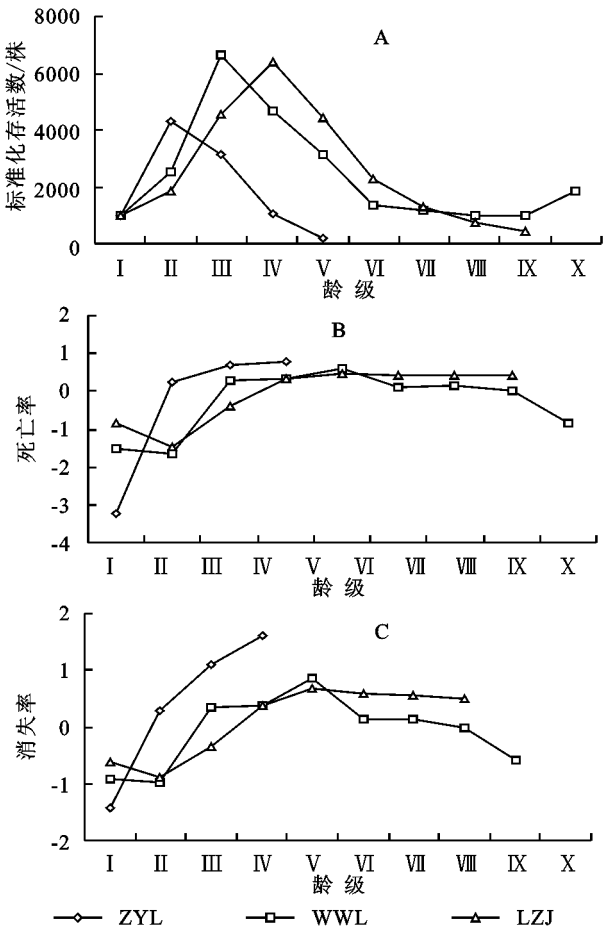 A
标准化存活数/株
8000
6000
4000
2000
0
Ⅰ Ⅱ Ⅲ Ⅳ Ⅴ Ⅵ Ⅶ Ⅷ Ⅸ Ⅹ
龄 级
B
死亡率
2
1
0
-1
-2
-3
-4
Ⅰ Ⅱ Ⅲ Ⅳ Ⅴ Ⅵ Ⅶ Ⅷ Ⅸ Ⅹ
龄 级
C
消失率
2
1
0
-1
-2
Ⅰ Ⅱ Ⅲ Ⅳ Ⅴ Ⅵ Ⅶ Ⅷ Ⅸ Ⅹ
龄 级
ZYL WWL LZJ